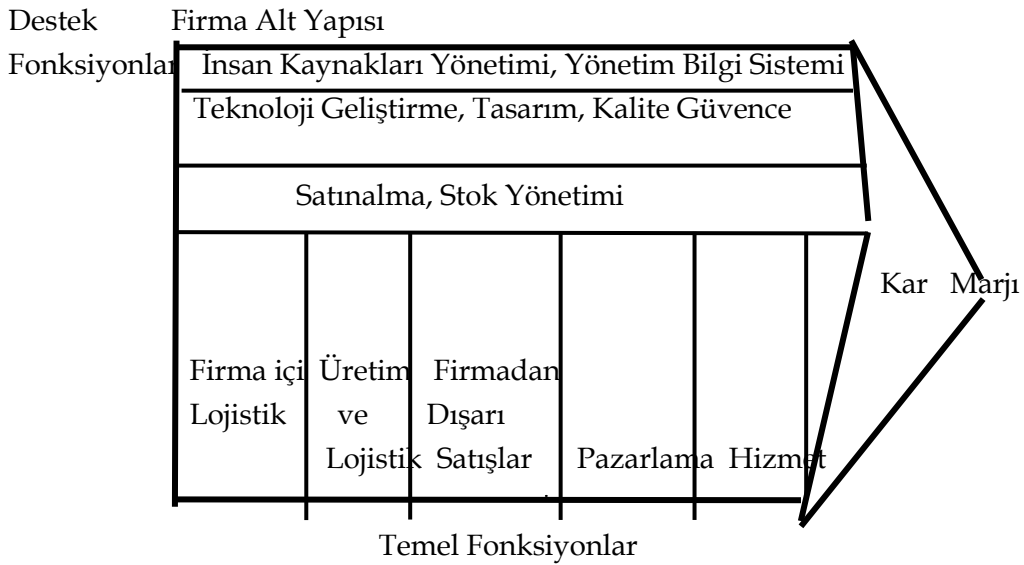 Destek Firma Alt Yapısı
Fonksiyonlar İnsan Kaynakları Yönetimi, Yönetim Bilgi Sistemi
Teknoloji Geliştirme, Tasarım, Kalite Güvence
Satınalma, Stok Yönetimi
Kar Marjı
Firma içi Üretim Firmadan
Lojistik ve Dışarı
Lojistik Satışlar Pazarlama Hizmet
Temel Fonksiyonlar